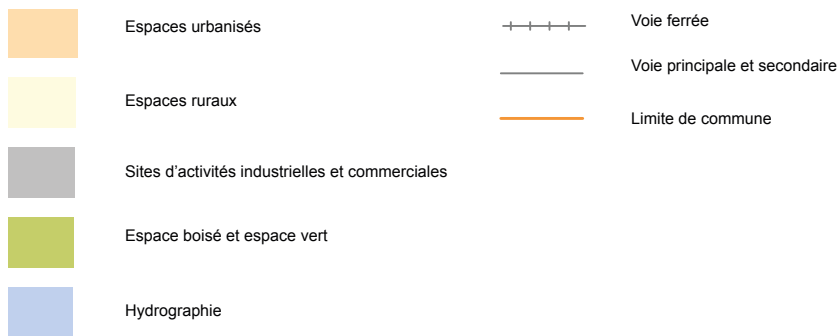 Espaces urbanisés
Espaces ruraux
Sites d'activités industrielles et commerciales
Espace boisé et espace vert
Hydrographie
Voie ferrée
Voie principale et secondaire
Limite de commune